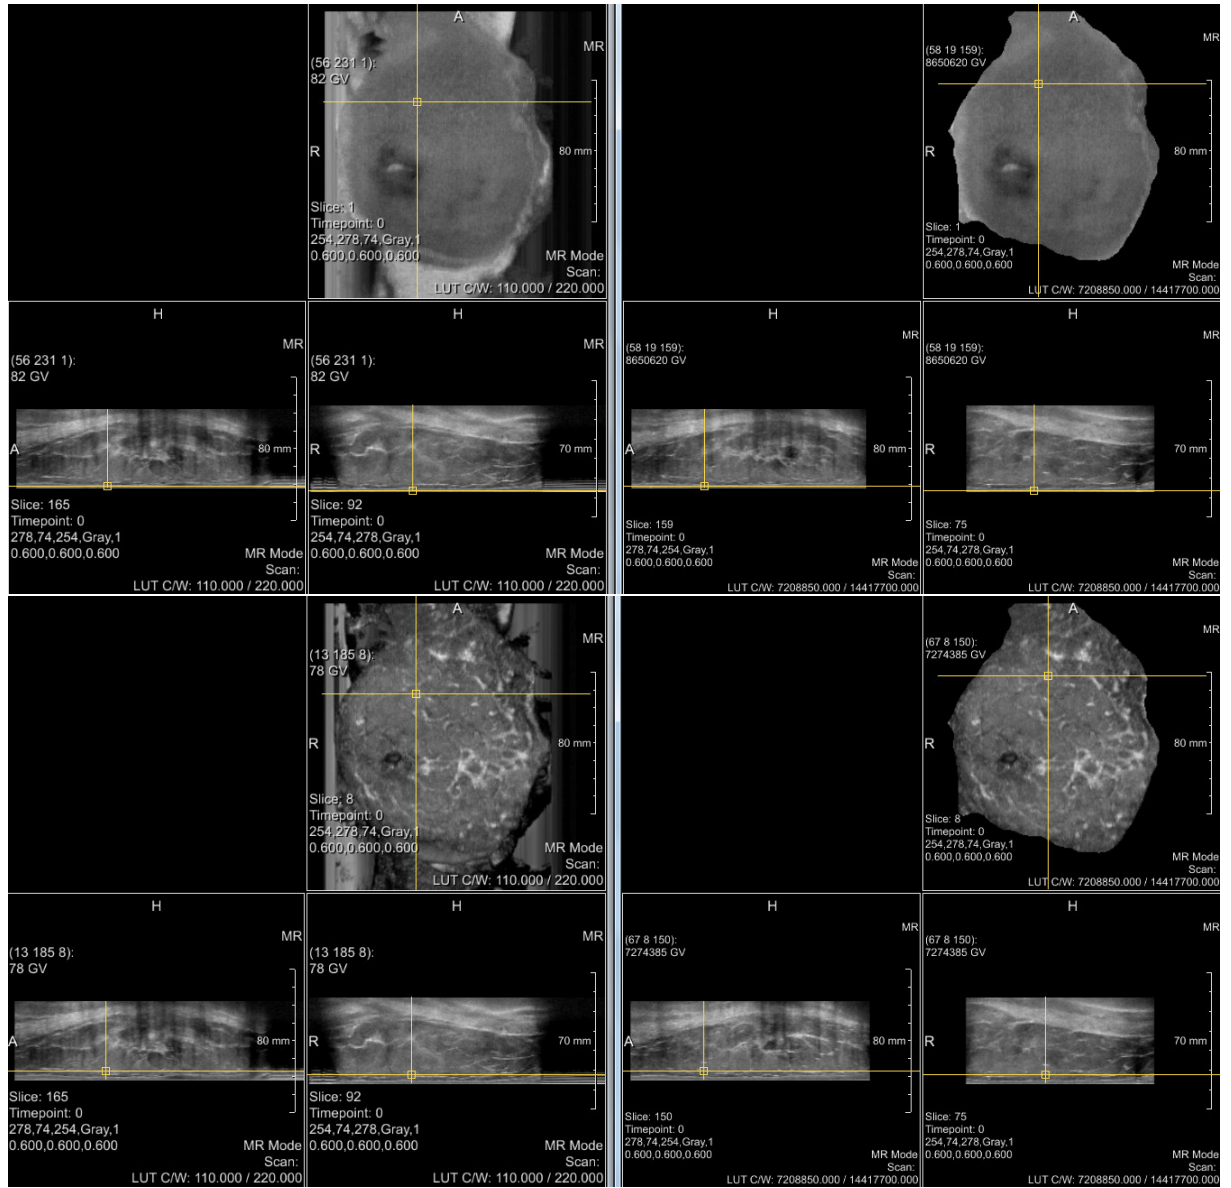 A
MR
(56 231 1):
82 GV
R
80 mm
Slice: 1
Timepoint: 0
254,278,74,Gray,1
0.600,0.600,0.600
MR Mode
Scan:
LUT C/W: 110.000 / 220.000
A
MR
(58 19 159):
8650620 GV
R
80 mm
Slice: 1
Timepoint: 0
254,278,74,Gray,1
0.600,0.600,0.600
MR Mode
Scan:
LUT C/W: 7208850.000 / 14417700.000
H
MR
(56 231 1):
82 GV
A
80 mm
Slice: 165
Timepoint: 0
278,74,254,Gray,1
0.600,0.600,0.600
MR Mode
Scan:
LUT C/W: 110.000 / 220.000
H
MR
(56 231 1):
82 GV
R
70 mm
Slice: 92
Timepoint: 0
254,74,278,Gray,1
0.600,0.600,0.600
MR Mode
Scan:
LUT C/W: 110.000 / 220.000
H
MR
(58 19 159):
8650620 GV
A
80 mm
Slice: 159
Timepoint: 0
278,74,254,Gray,1
0.600,0.600,0.600
MR Mode
Scan:
LUT C/W: 7208850.000 / 14417700.000
H
MR
(58 19 159):
8650620 GV
R
70 mm
Slice: 75
Timepoint: 0
254,74,278,Gray,1
0.600,0.600,0.600
MR Mode
Scan:
LUT C/W: 7208850.000 / 14417700.000
A
MR
(13 185 8):
78 GV
R
80 mm
Slice: 8
Timepoint: 0
254,278,74,Gray,1
0.600,0.600,0.600
MR Mode
Scan:
LUT C/W: 110.000 / 220.000
A
MR
(67 8 150):
7274385 GV
R
80 mm
Slice: 8
Timepoint: 0
254,278,74,Gray,1
0.600,0.600,0.600
MR Mode
Scan:
LUT C/W: 7208850.000 / 14417700.000
H
MR
(13 185 8):
78 GV
A
80 mm
Slice: 165
Timepoint: 0
278,74,254,Gray,1
0.600,0.600,0.600
MR Mode
Scan:
LUT C/W: 110.000 / 220.000
H
MR
(13 185 8):
78 GV
R
70 mm
Slice: 92
Timepoint: 0
254,74,278,Gray,1
0.600,0.600,0.600
MR Mode
Scan:
LUT C/W: 110.000 / 220.000
H
MR
(67 8 150):
7274385 GV
A
80 mm
Slice: 150
Timepoint: 0
278,74,254,Gray,1
0.600,0.600,0.600
MR Mode
Scan:
LUT C/W: 7208850.000 / 14417700.000
H
MR
(67 8 150):
7274385 GV
R
70 mm
Slice: 75
Timepoint: 0
254,74,278,Gray,1
0.600,0.600,0.600
MR Mode
Scan:
LUT C/W: 7208850.000 / 14417700.000